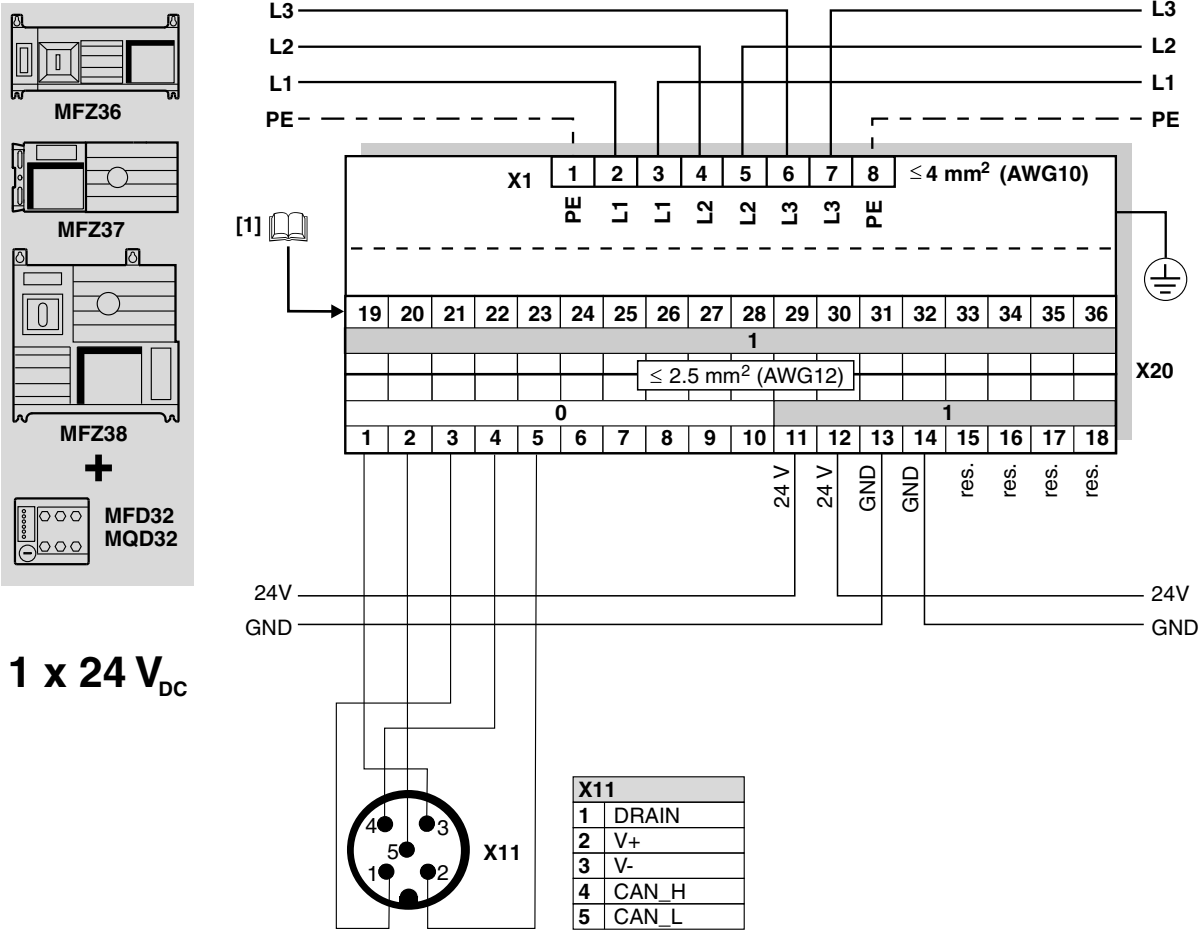 MFZ36
MFZ37
MFZ38
+
MFD32
MQD32
1 x 24 VDC
L3 L3
L2 L2
L1 L1
PE PE
X1 1 2 3 4 5 6 7 8 ≤ 4 mm² (AWG10)
PE L1 L1 L2 L2 L3 L3 PE
[1]
19 20 21 22 23 24 25 26 27 28 29 30 31 32 33 34 35 36
1
≤ 2.5 mm² (AWG12)
X20
0 1
1 2 3 4 5 6 7 8 9 10 11 12 13 14 15 16 17 18
24 V 24 V GND GND res. res. res. res.
24V 24V
GND GND
4 3
5
1 2
X11
X11
1 DRAIN
2 V+
3 V-
4 CAN_H
5 CAN_L